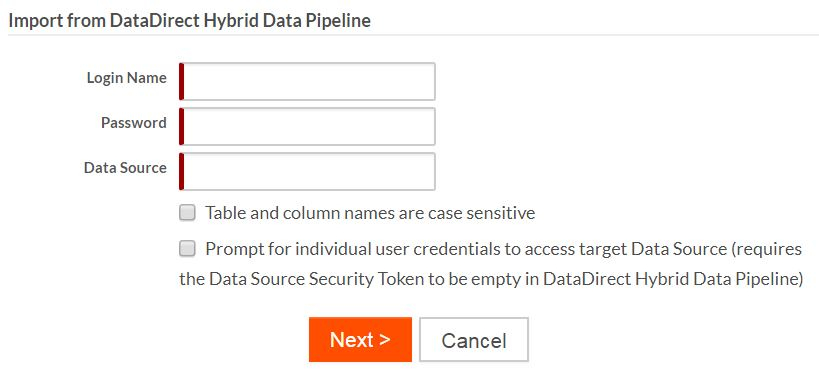 Import from DataDirect Hybrid Data Pipeline
Login Name
Password
Data Source
Table and column names are case sensitive
Prompt for individual user credentials to access target Data Source (requires
the Data Source Security Token to be empty in DataDirect Hybrid Data Pipeline)
Next > Cancel